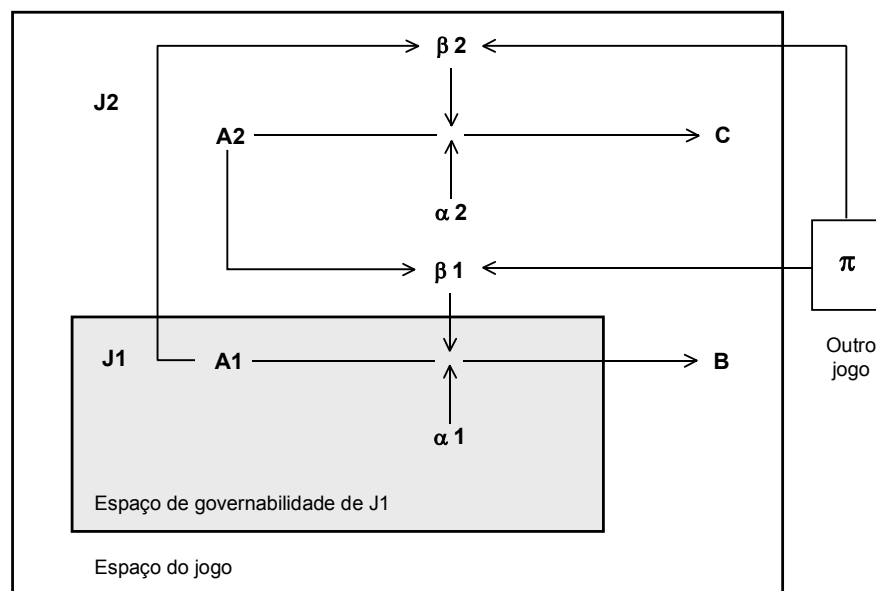 β 2
J2
A2
C
α 2
β 1
π
J1
A1
B
Outro
jogo
α 1
Espaço de governabilidade de J1
Espaço do jogo